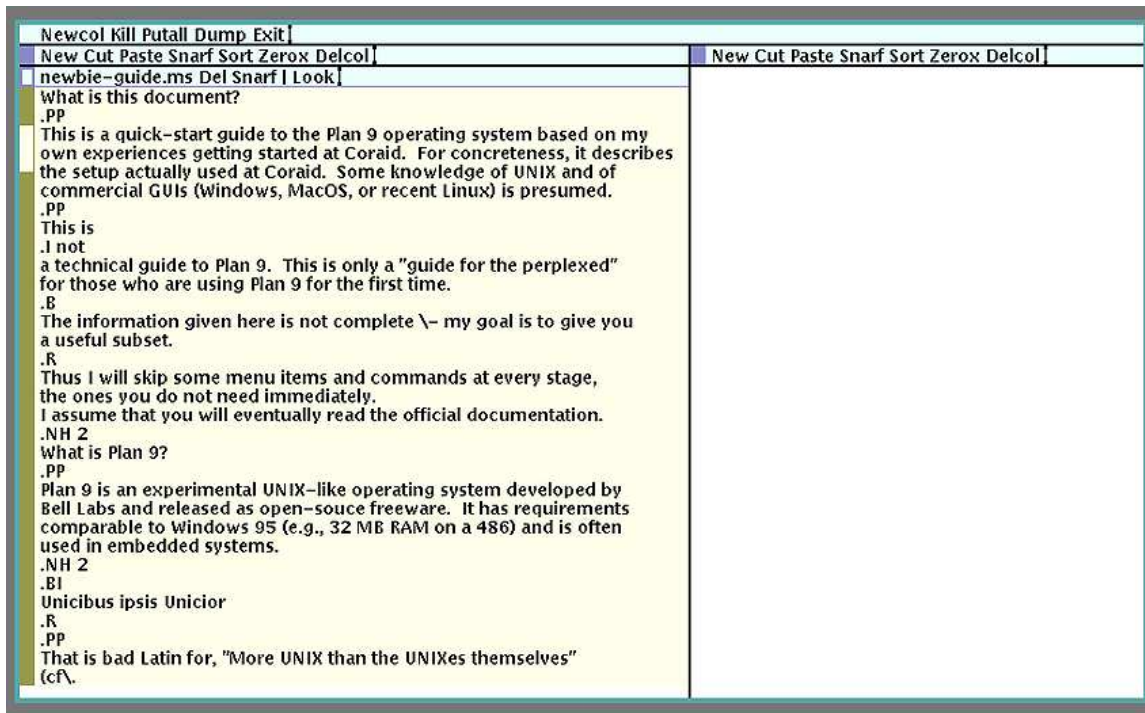 Newcol Kill Putall Dump Exit
New Cut Paste Snarf Sort Zerox Delcol
New Cut Paste Snarf Sort Zerox Delcol
newbie-guide.ms Del Snarf | Look
What is this document?
.PP
This is a quick-start guide to the Plan 9 operating system based on my
own experiences getting started at Coraid.  For concreteness, it describes
the setup actually used at Coraid.  Some knowledge of UNIX and of
commercial GUIs (Windows, MacOS, or recent Linux) is presumed.
.PP
This is
.I not
a technical guide to Plan 9.  This is only a "guide for the perplexed"
for those who are using Plan 9 for the first time.
.B
The information given here is not complete \- my goal is to give you
a useful subset.
.R
Thus I will skip some menu items and commands at every stage,
the ones you do not need immediately.
I assume that you will eventually read the official documentation.
.NH 2
What is Plan 9?
.PP
Plan 9 is an experimental UNIX-like operating system developed by
Bell Labs and released as open-souce freeware.  It has requirements
comparable to Windows 95 (e.g., 32 MB RAM on a 486) and is often
used in embedded systems.
.NH 2
.BI
Unicibus ipsis Unicior
.R
.PP
That is bad Latin for, "More UNIX than the UNIXes themselves"
(cf\.